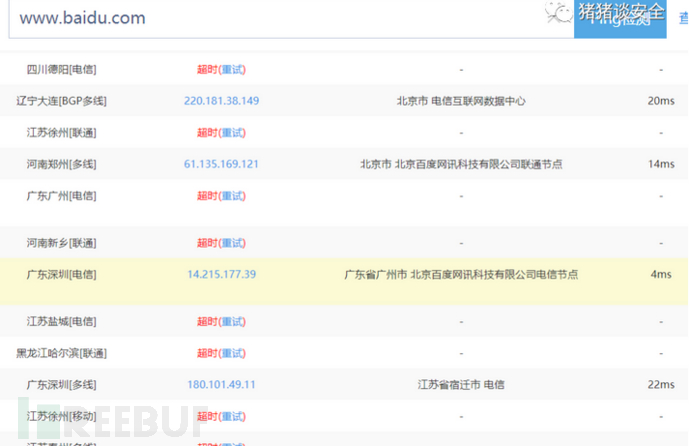 www.baidu.com 猪猪谈安全 Ping检测 查
四川德阳[电信] 超时(重试) - -
辽宁大连[BGP多线] 220.181.38.149 北京市 电信互联网数据中心 20ms
江苏徐州[联通] 超时(重试) - -
河南郑州[多线] 61.135.169.121 北京市 北京百度网讯科技有限公司联通节点 14ms
广东广州[电信] 超时(重试) - -
河南新乡[联通] 超时(重试) - -
广东深圳[电信] 14.215.177.39 广东省广州市 北京百度网讯科技有限公司电信节点 4ms
江苏盐城[电信] 超时(重试) - -
黑龙江哈尔滨[联通] 超时(重试) - -
广东深圳[多线] 180.101.49.11 江苏省宿迁市 电信 22ms
江苏徐州[移动] 超时(重试) - -
FREEBUF